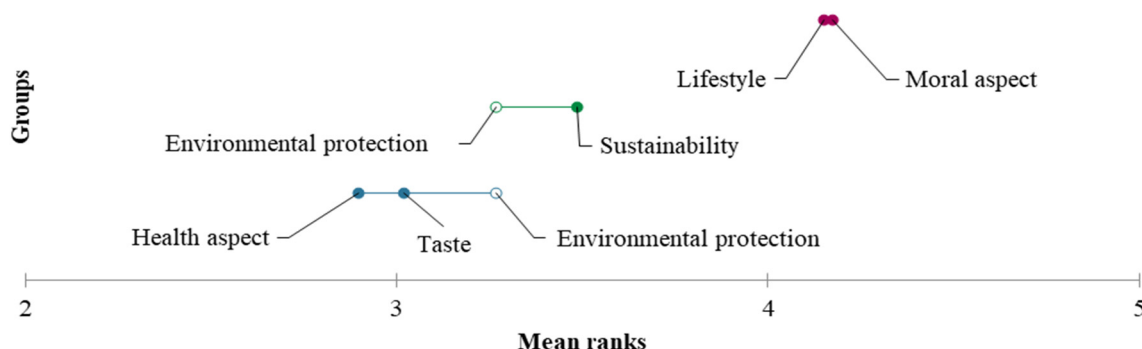 Groups
Lifestyle
Moral aspect
Environmental protection
Sustainability
Health aspect
Taste
Environmental protection
2
3
4
5
Mean ranks